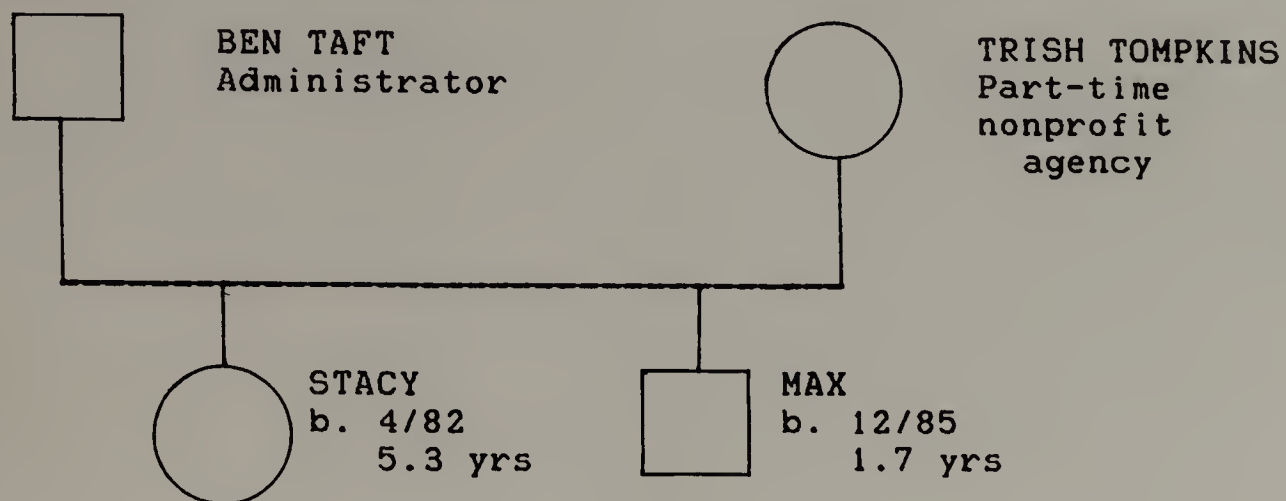 BEN TAFT
Administrator
TRISH TOMPKINS
Part-time
nonprofit
agency
STACY
b. 4/82
5.3 yrs
MAX
b. 12/85
1.7 yrs